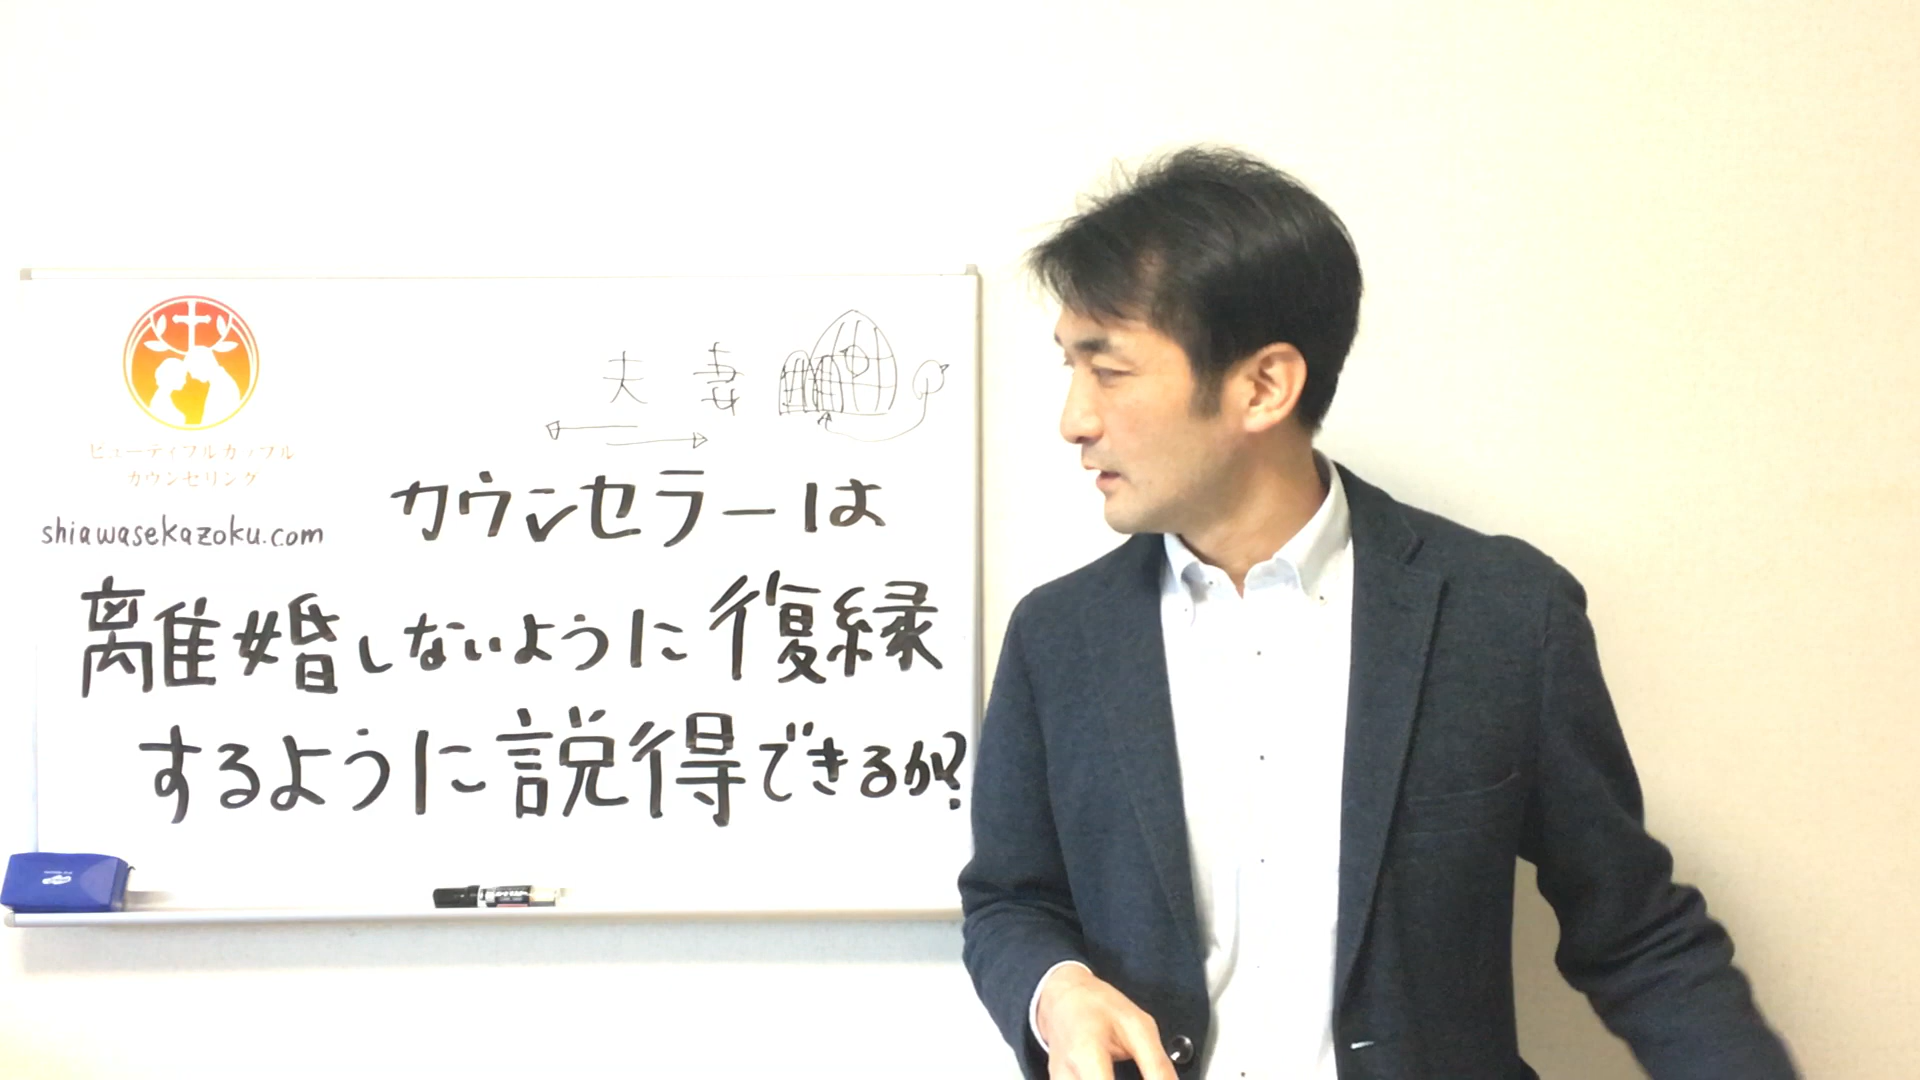 夫 妻
ビューティフルカップル
カウンセリング
shiawasekazoku.com
カウンセラーは
離婚しないように復縁
するように説得できるか?